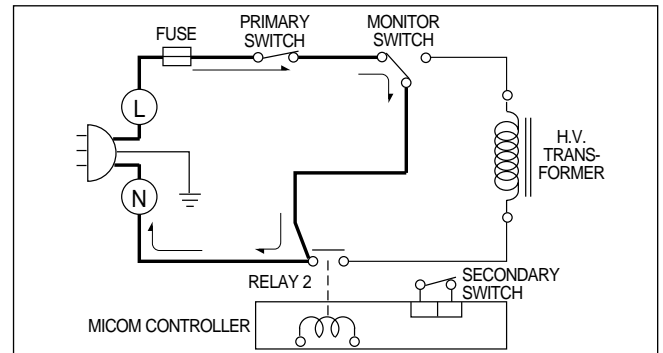 FUSE
PRIMARY
SWITCH
MONITOR
SWITCH
L
H.V.
TRANS-
FORMER
N
RELAY 2
SECONDARY
SWITCH
MICOM CONTROLLER